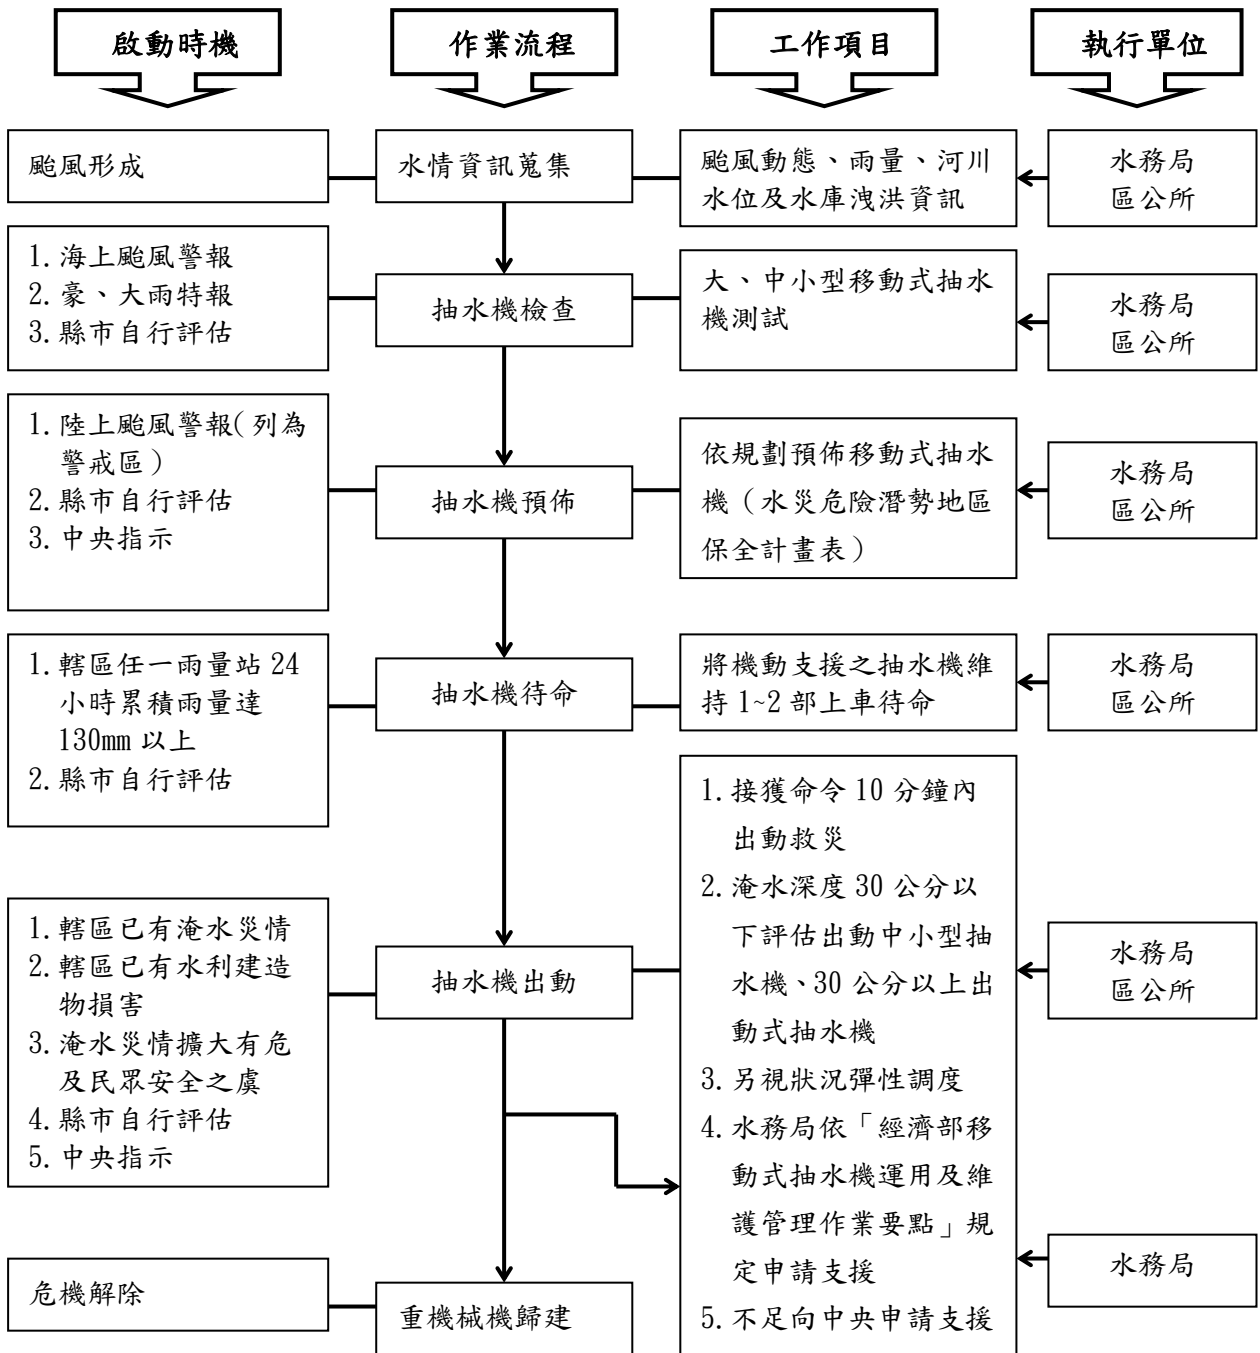 啟動時機
作業流程
工作項目
執行單位
颱風形成
水情資訊蒐集
颱風動態、雨量、河川
水位及水庫洩洪資訊
水務局
區公所
1.海上颱風警報
2.豪、大雨特報
3.縣市自行評估
抽水機檢查
大、中小型移動式抽水
機測試
水務局
區公所
1.陸上颱風警報(列為
警戒區)
2.縣市自行評估
3.中央指示
抽水機預佈
依規劃預佈移動式抽水
機（水災危險潛勢地區
保全計畫表）
水務局
區公所
1.轄區任一雨量站 24
小時累積雨量達
130mm 以上
2.縣市自行評估
抽水機待命
將機動支援之抽水機維
持 1~2 部上車待命
水務局
區公所
1.轄區已有淹水災情
2.轄區已有水利建造
物損害
3.淹水災情擴大有危
及民眾安全之虞
4.縣市自行評估
5.中央指示
抽水機出動
1.接獲命令 10 分鐘內
出動救災
2.淹水深度 30 公分以
下評估出動中小型抽
水機、30 公分以上出
動式抽水機
3.另視狀況彈性調度
4.水務局依「經濟部移
動式抽水機運用及維
護管理作業要點」規
定申請支援
5.不足向中央申請支援
水務局
區公所
水務局
危機解除
重機械機歸建